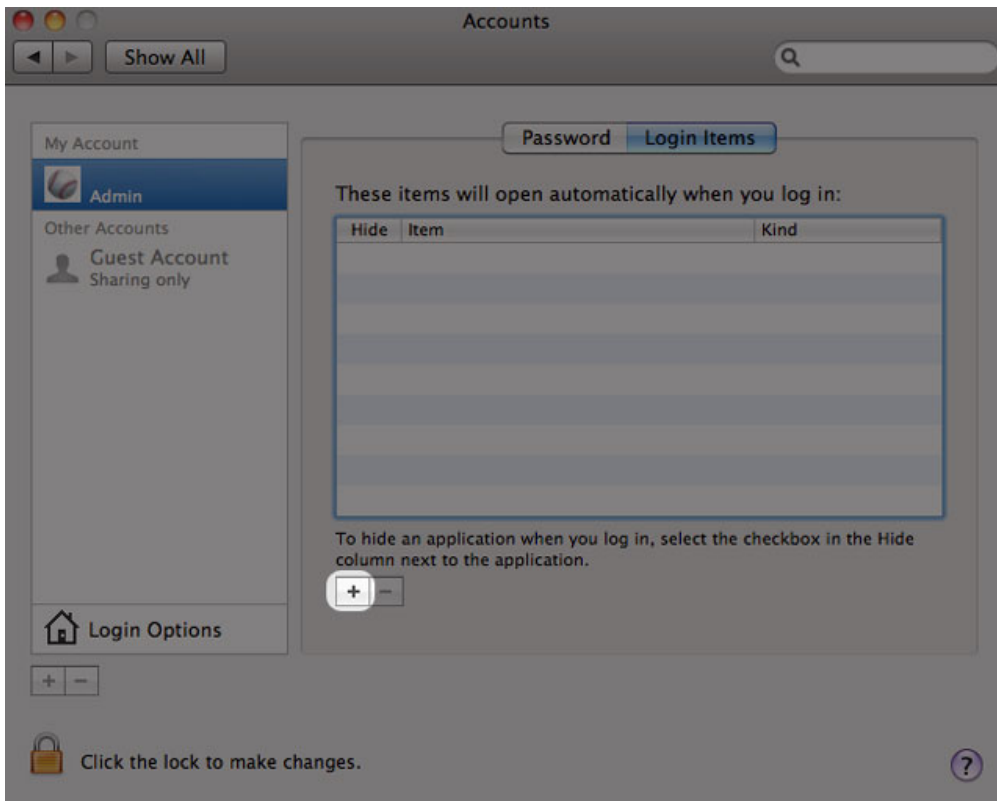 Accounts
Show All
My Account
Admin
Other Accounts
Guest Account
Sharing only
Login Options
+ −
Password Login Items
These items will open automatically when you log in:
Hide Item Kind
To hide an application when you log in, select the checkbox in the Hide
column next to the application.
+ −
Click the lock to make changes.
?